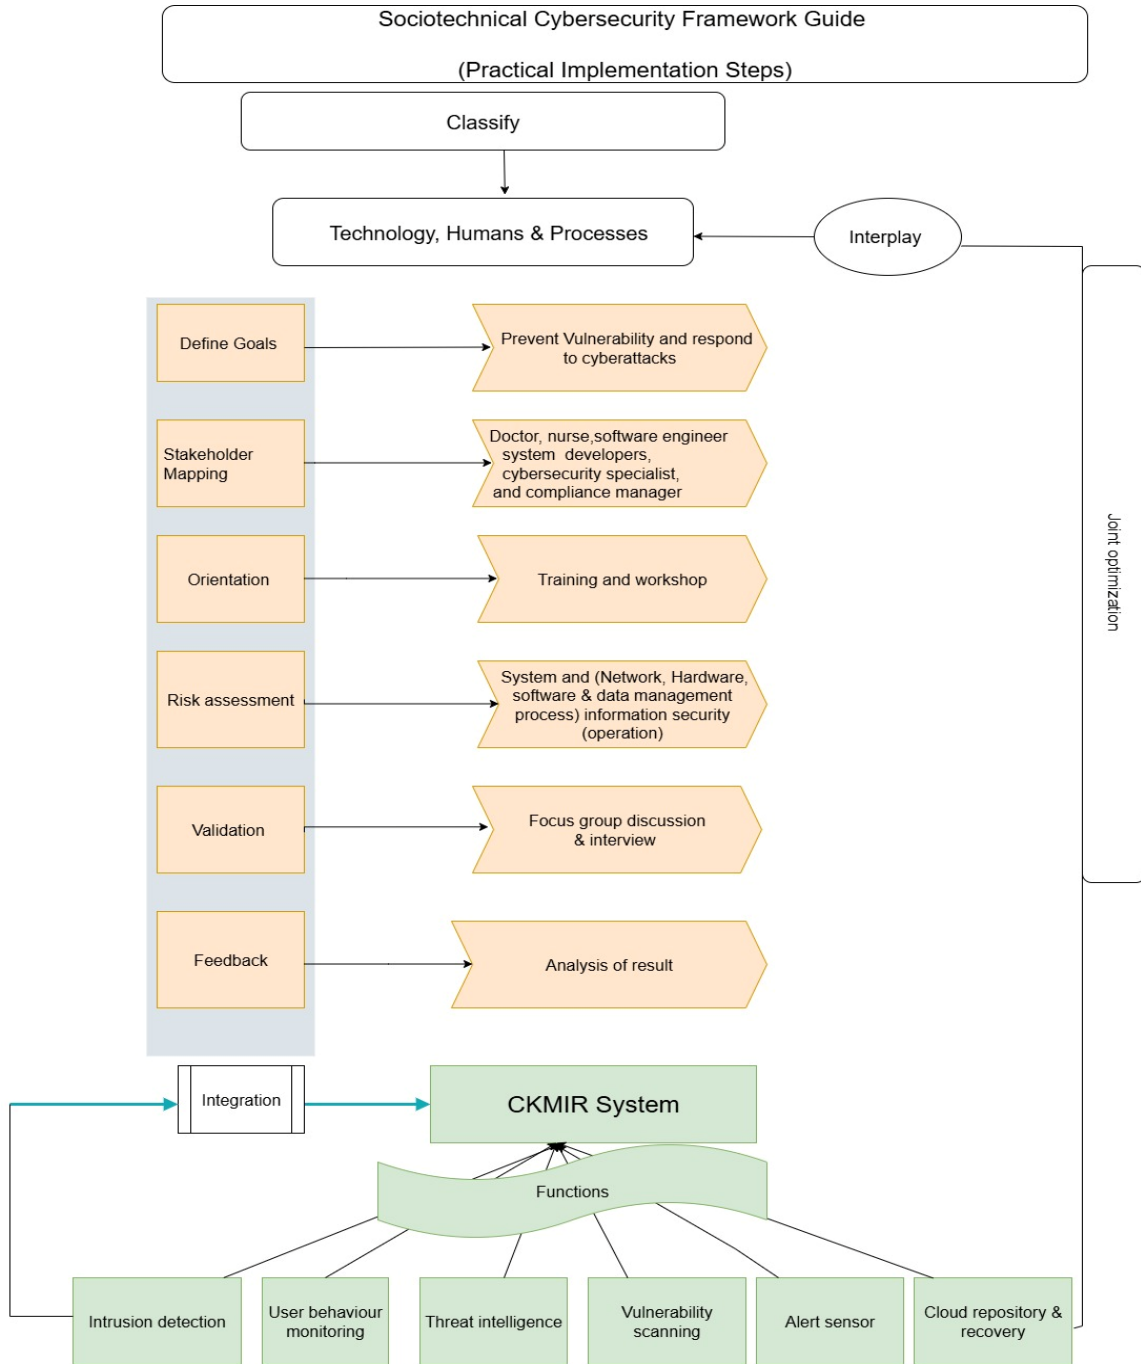 Sociotechnical Cybersecurity Framework Guide
(Practical Implementation Steps)
Classify
Technology, Humans & Processes
Interplay
Define Goals
Prevent Vulnerability and respond
to cyberattacks
Stakeholder
Mapping
Doctor, nurse,software engineer
system developers,
cybersecurity specialist,
and compliance manager
Orientation
Training and workshop
Joint optimization
Risk assessment
System and (Network, Hardware,
software & data management
process) information security
(operation)
Validation
Focus group discussion
& interview
Feedback
Analysis of result
Integration
CKMIR System
Functions
Intrusion detection
User behaviour
monitoring
Threat intelligence
Vulnerability
scanning
Alert sensor
Cloud repository &
recovery